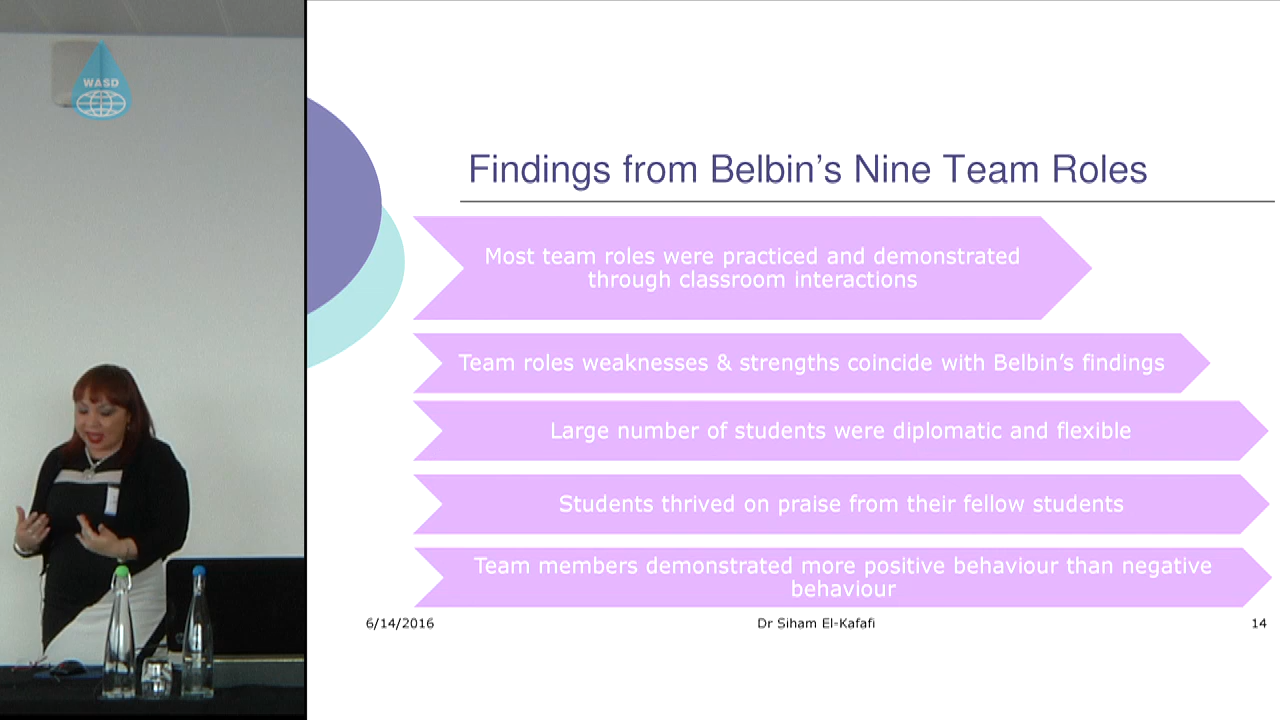 WASD
Findings from Belbin’s Nine Team Roles
Most team roles were practiced and demonstrated
through classroom interactions
Team roles weaknesses & strengths coincide with Belbin’s findings
Large number of students were diplomatic and flexible
Students thrived on praise from their fellow students
Team members demonstrated more positive behaviour than negative
behaviour
6/14/2016
Dr Siham El-Kafafi
14